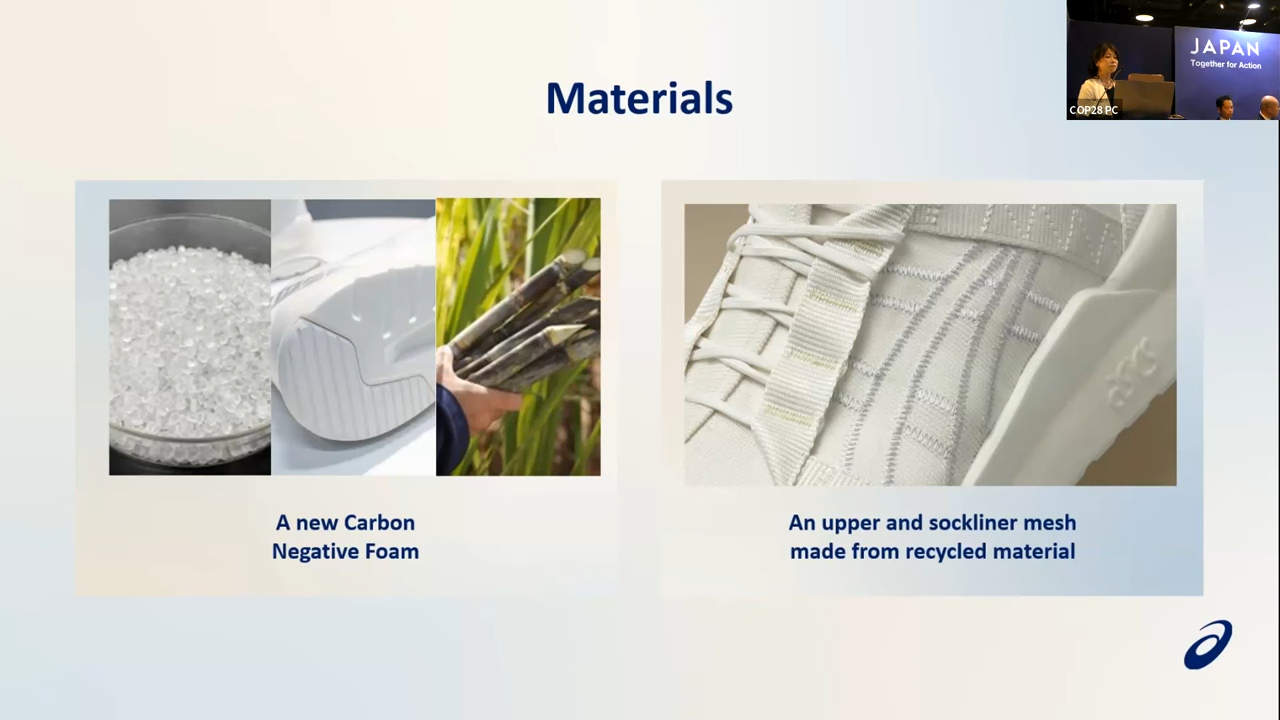 JAPAN
Together for Action
COP28 PC
Materials
A new Carbon
Negative Foam
An upper and sockliner mesh
made from recycled material
asics